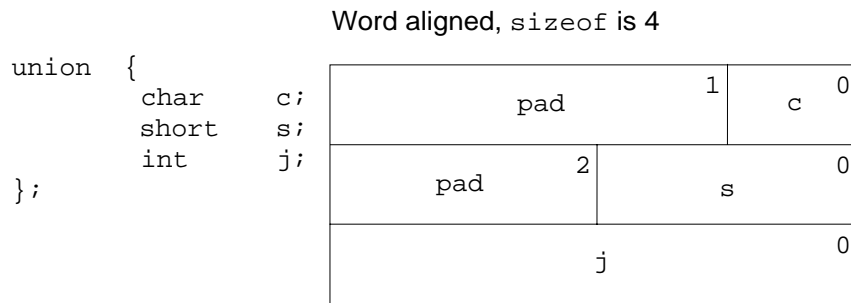 Word aligned, sizeof is 4
union {
char c;
short s;
int j;
};
pad 1 c 0
pad 2 s 0
j 0